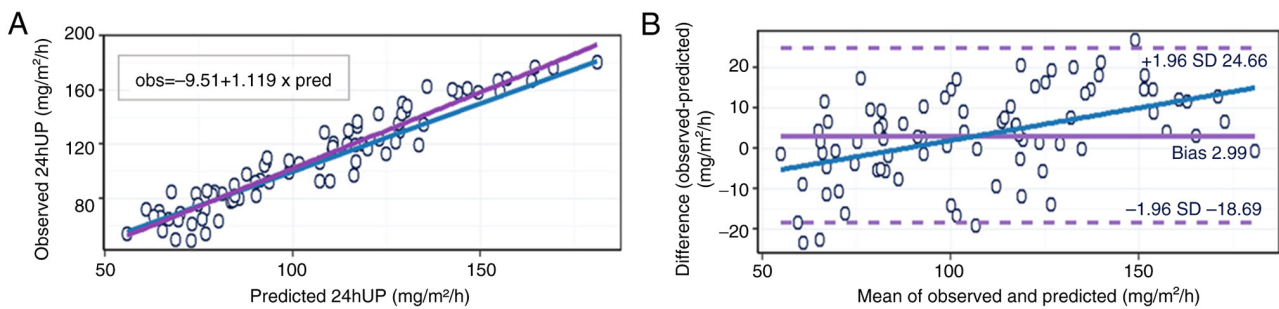 A
Observed 24hUP (mg/m²/h)
200
160
120
80
obs=–9.51+1.119 x pred
50
100
150
Predicted 24hUP (mg/m²/h)
B
Difference (observed-predicted)
(mg/m²/h)
20
10
0
–10
–20
+1.96 SD 24.66
Bias 2.99
–1.96 SD –18.69
50
100
150
Mean of observed and predicted (mg/m²/h)